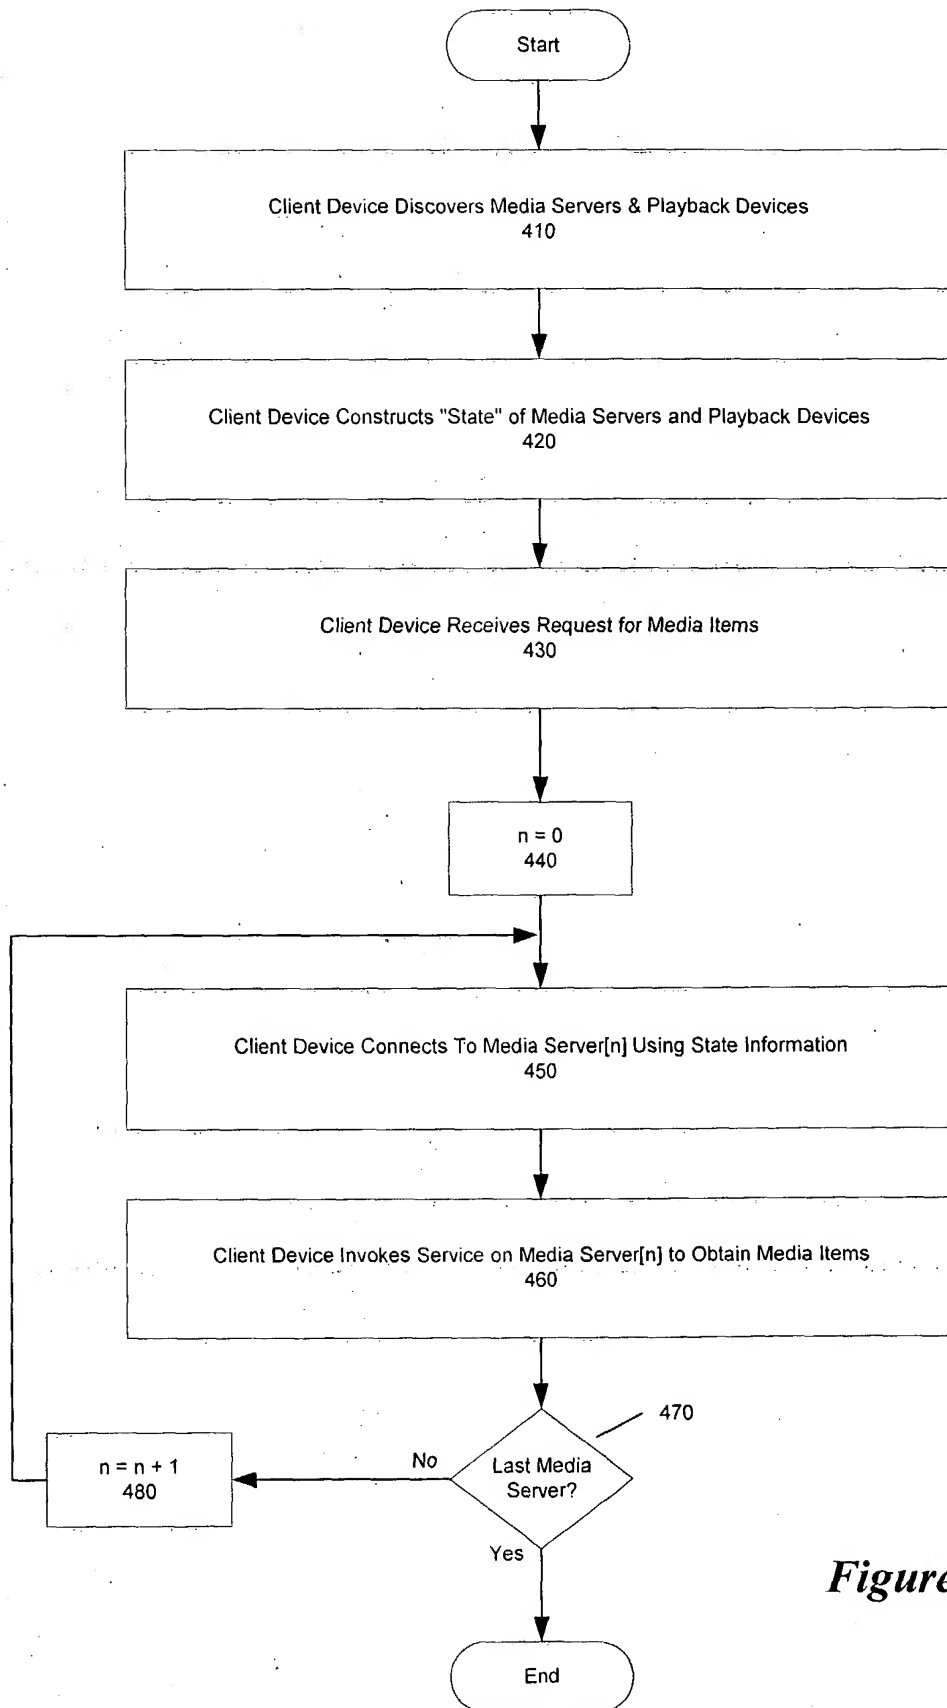 Start
Client Device Discovers Media Servers & Playback Devices
410
Client Device Constructs "State" of Media Servers and Playback Devices
420
Client Device Receives Request for Media Items
430
n = 0
440
Client Device Connects To Media Server[n] Using State Information
450
Client Device Invokes Service on Media Server[n] to Obtain Media Items
460
470
Last Media
Server?
No
n = n + 1
480
Yes
Figure
End